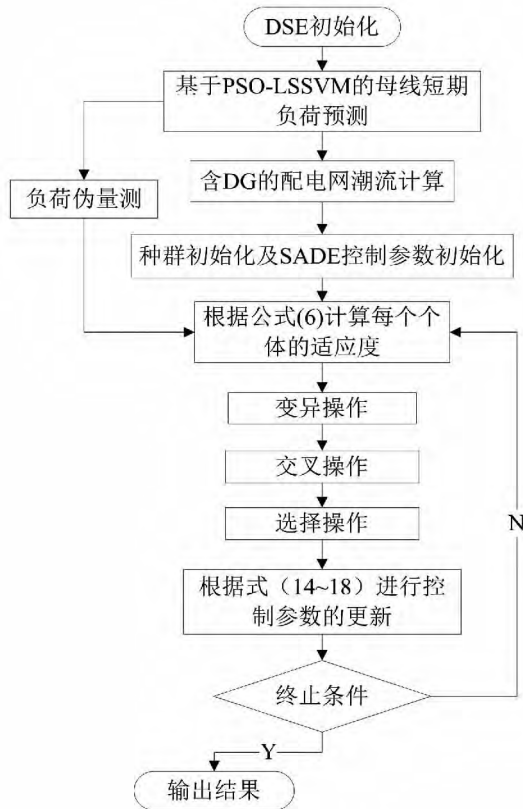 DSE初始化
基于PSO-LSSVM的母线短期
负荷预测
负荷伪量测
含DG的配电网潮流计算
种群初始化及SADE控制参数初始化
根据公式(6)计算每个个
体的适应度
变异操作
交叉操作
选择操作
N
根据式（14~18）进行控
制参数的更新
终止条件
Y
输出结果